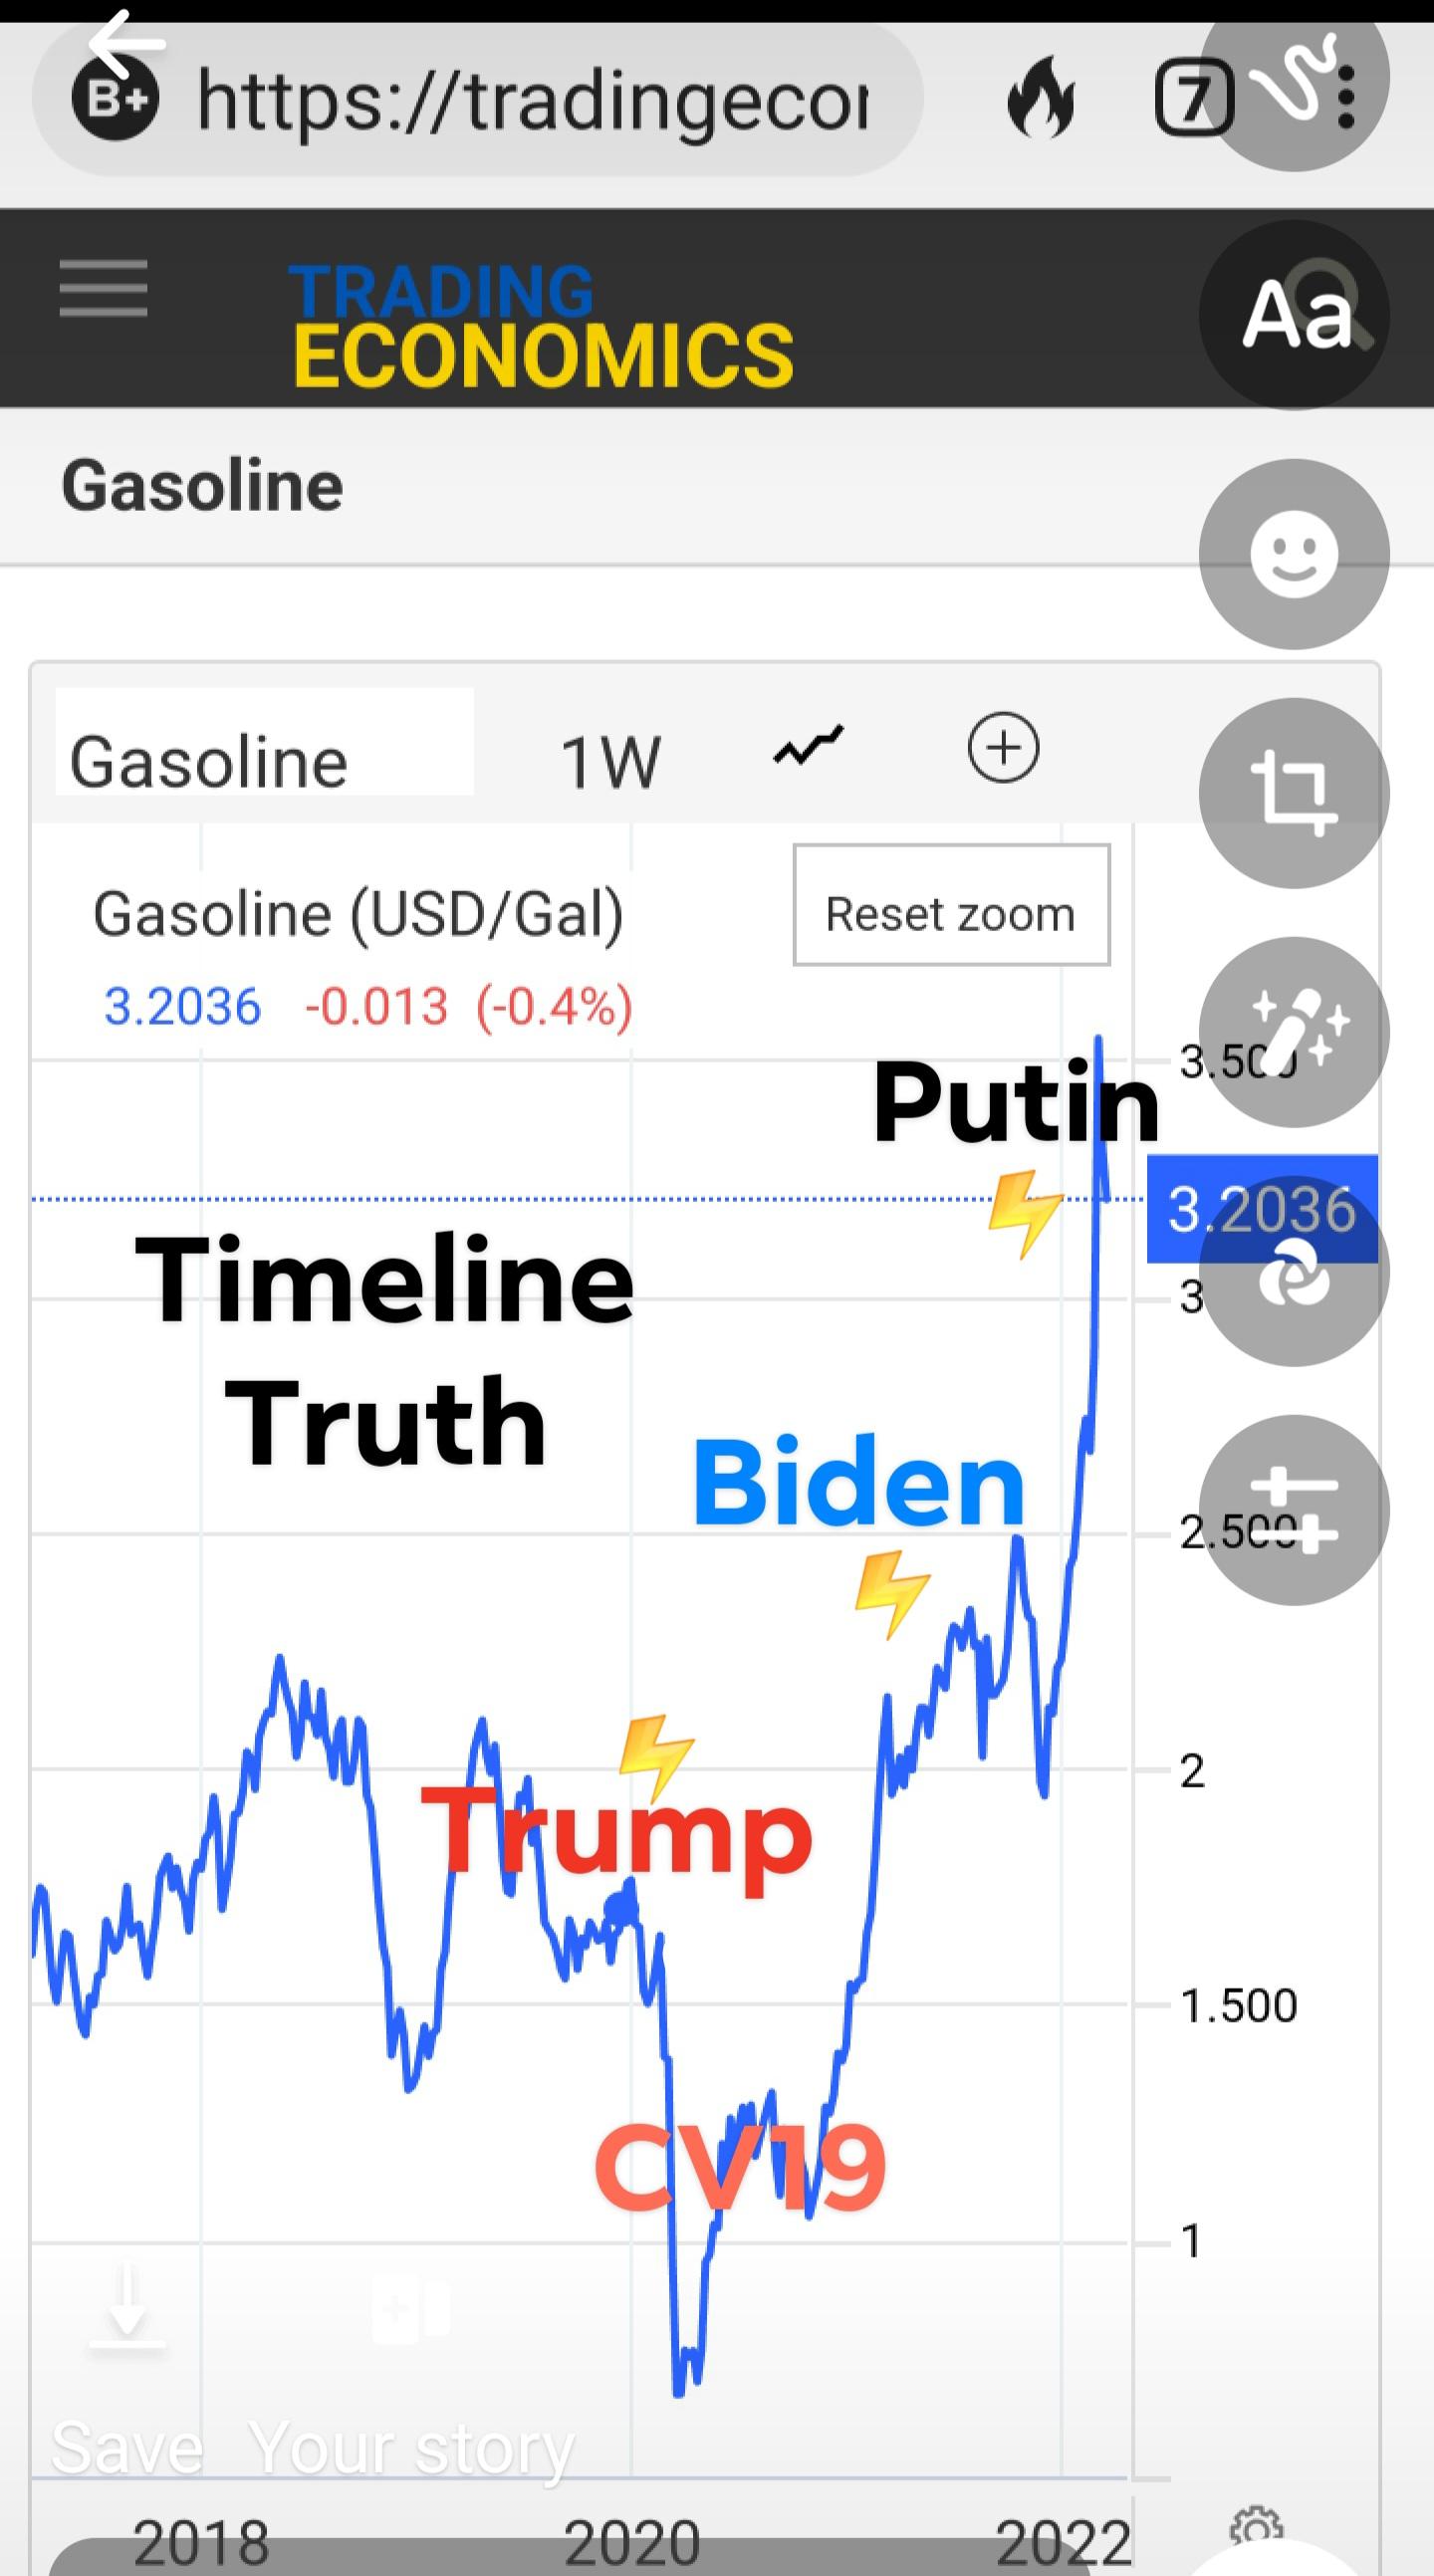 B+ https://tradingecor 7
TRADING
ECONOMICS
Aa
Gasoline
Gasoline 1W
Gasoline (USD/Gal)
Reset zoom
3.2036 -0.013 (-0.4%)
3.500
Putin
3.2036
Timeline
3
Truth
Biden
2.500
2
Trump
1.500
CV19
1
Save Your story
2018 2020 2022